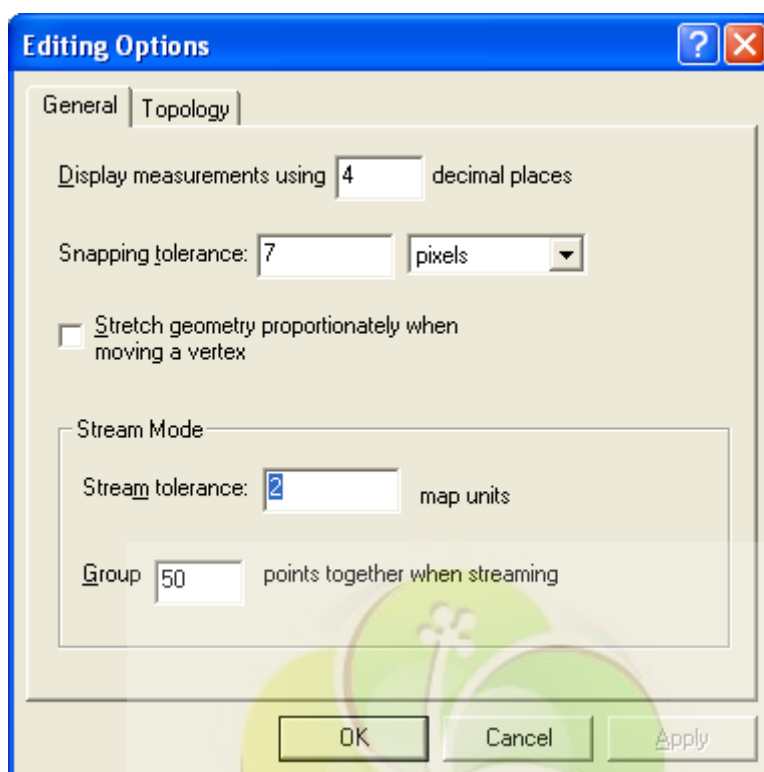 Editing Options
General
Topology
Display measurements using 4 decimal places
Snapping tolerance: 7 pixels
Stretch geometry proportionately when
moving a vertex
Stream Mode
Stream tolerance: 2 map units
Group 50 points together when streaming
OK Cancel Apply